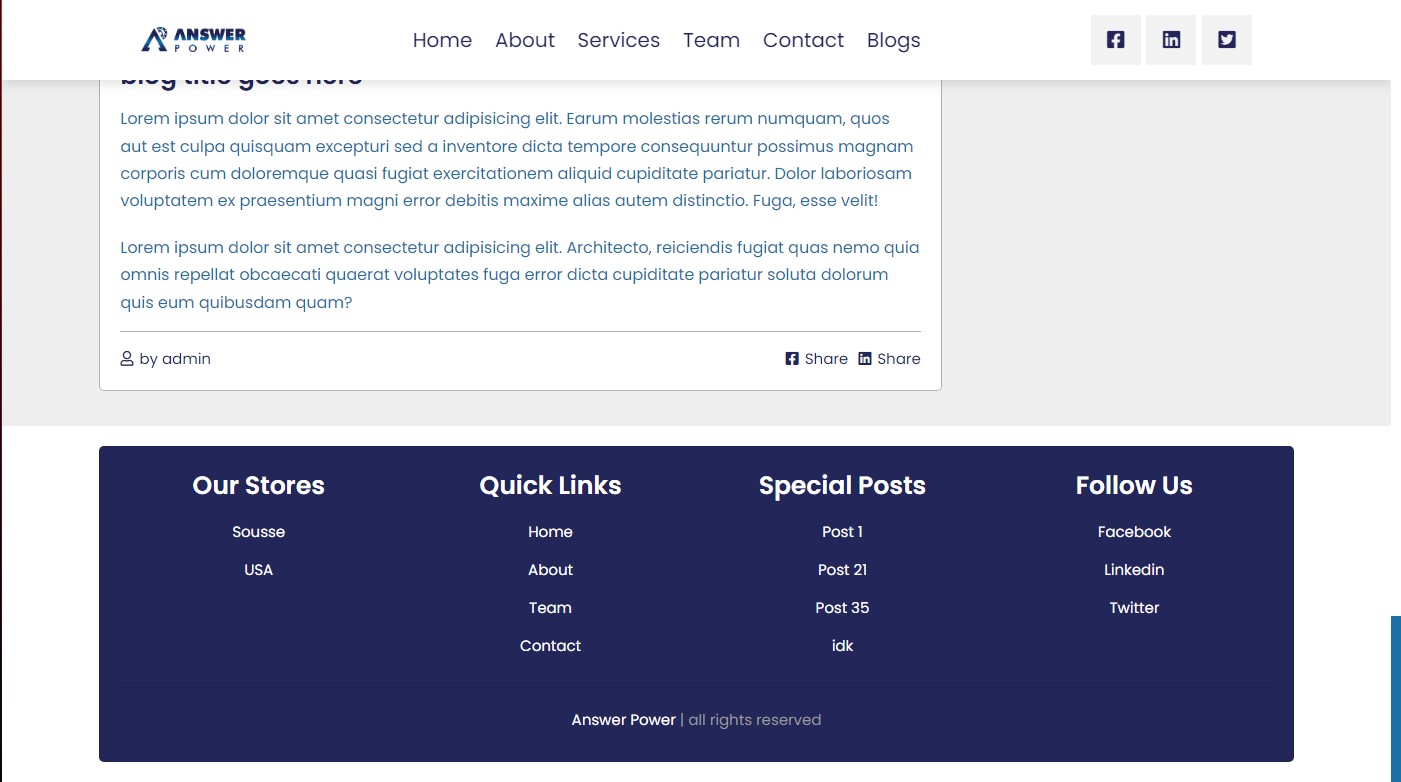 ANSWER
POWER
Home About Services Team Contact Blogs
blog title goes here
Lorem ipsum dolor sit amet consectetur adipisicing elit. Earum molestias rerum numquam, quos
aut est culpa quisquam excepturi sed a inventore dicta tempore consequuntur possimus magnam
corporis cum doloremque quasi fugiat exercitationem aliquid cupiditate pariatur. Dolor laboriosam
voluptatem ex praesentium magni error debitis maxime alias autem distinctio. Fuga, esse velit!
Lorem ipsum dolor sit amet consectetur adipisicing elit. Architecto, reiciendis fugiat quas nemo quia
omnis repellat obcaecati quaerat voluptates fuga error dicta cupiditate pariatur soluta dolorum
quis eum quibusdam quam?
by admin Share Share
Our Stores
Sousse
USA
Quick Links
Home
About
Team
Contact
Special Posts
Post 1
Post 21
Post 35
idk
Follow Us
Facebook
Linkedin
Twitter
Answer Power | all rights reserved